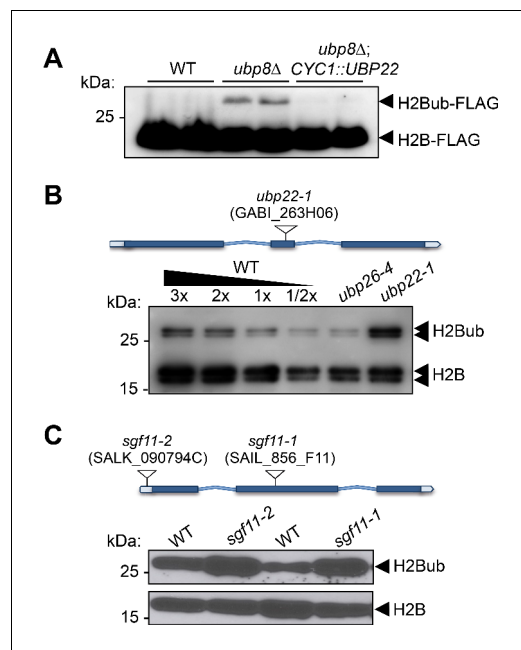 A
WT
ubp8Δ
ubp8Δ;
CYC1::UBP22
kDa:
25
H2Bub-FLAG
H2B-FLAG
B
ubp22-1
(GABI_263H06)
WT
3x 2x 1x 1/2x
ubp26-4
ubp22-1
kDa:
25
15
H2Bub
H2B
C
sgf11-2
(SALK_090794C)
sgf11-1
(SAIL_856_F11)
kDa:
WT sgf11-2 WT sgf11-1
25
H2Bub
15
H2B